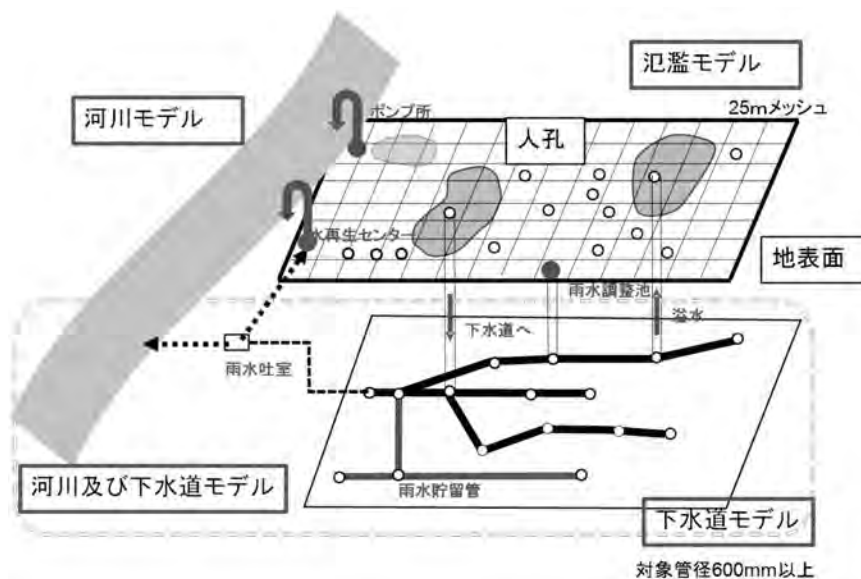 氾濫モデル
河川モデル
ポンプ所
25mメッシュ
人孔
水再生センター
地表面
雨水調整池
下水道へ
溢水
雨水吐室
河川及び下水道モデル
雨水貯留管
下水道モデル
対象管径600mm以上